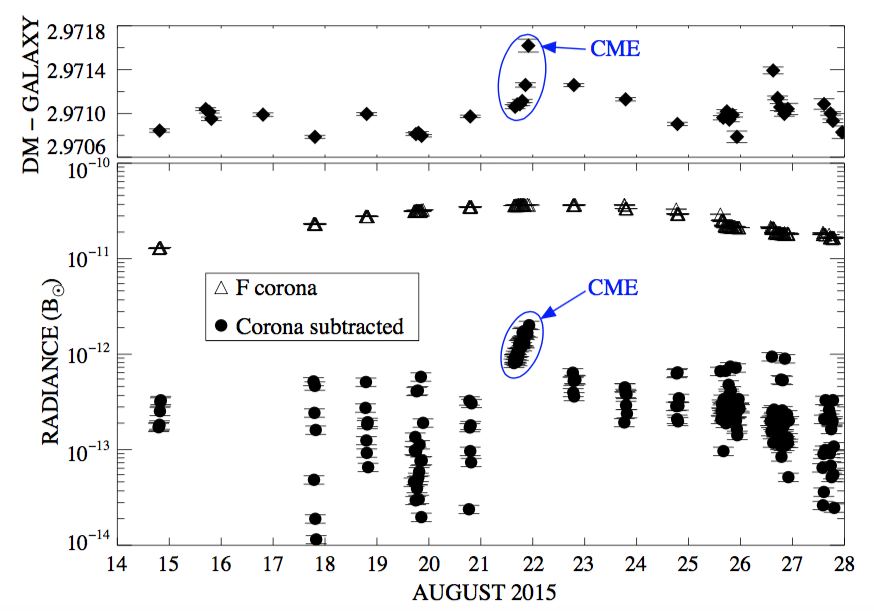 DM − GALAXY
2.9718
2.9714
2.9710
2.9706
CME
RADIANCE (B☉)
10⁻¹⁰
10⁻¹¹
10⁻¹²
10⁻¹³
10⁻¹⁴
F corona
Corona subtracted
CME
14 15 16 17 18 19 20 21 22 23 24 25 26 27 28
AUGUST 2015